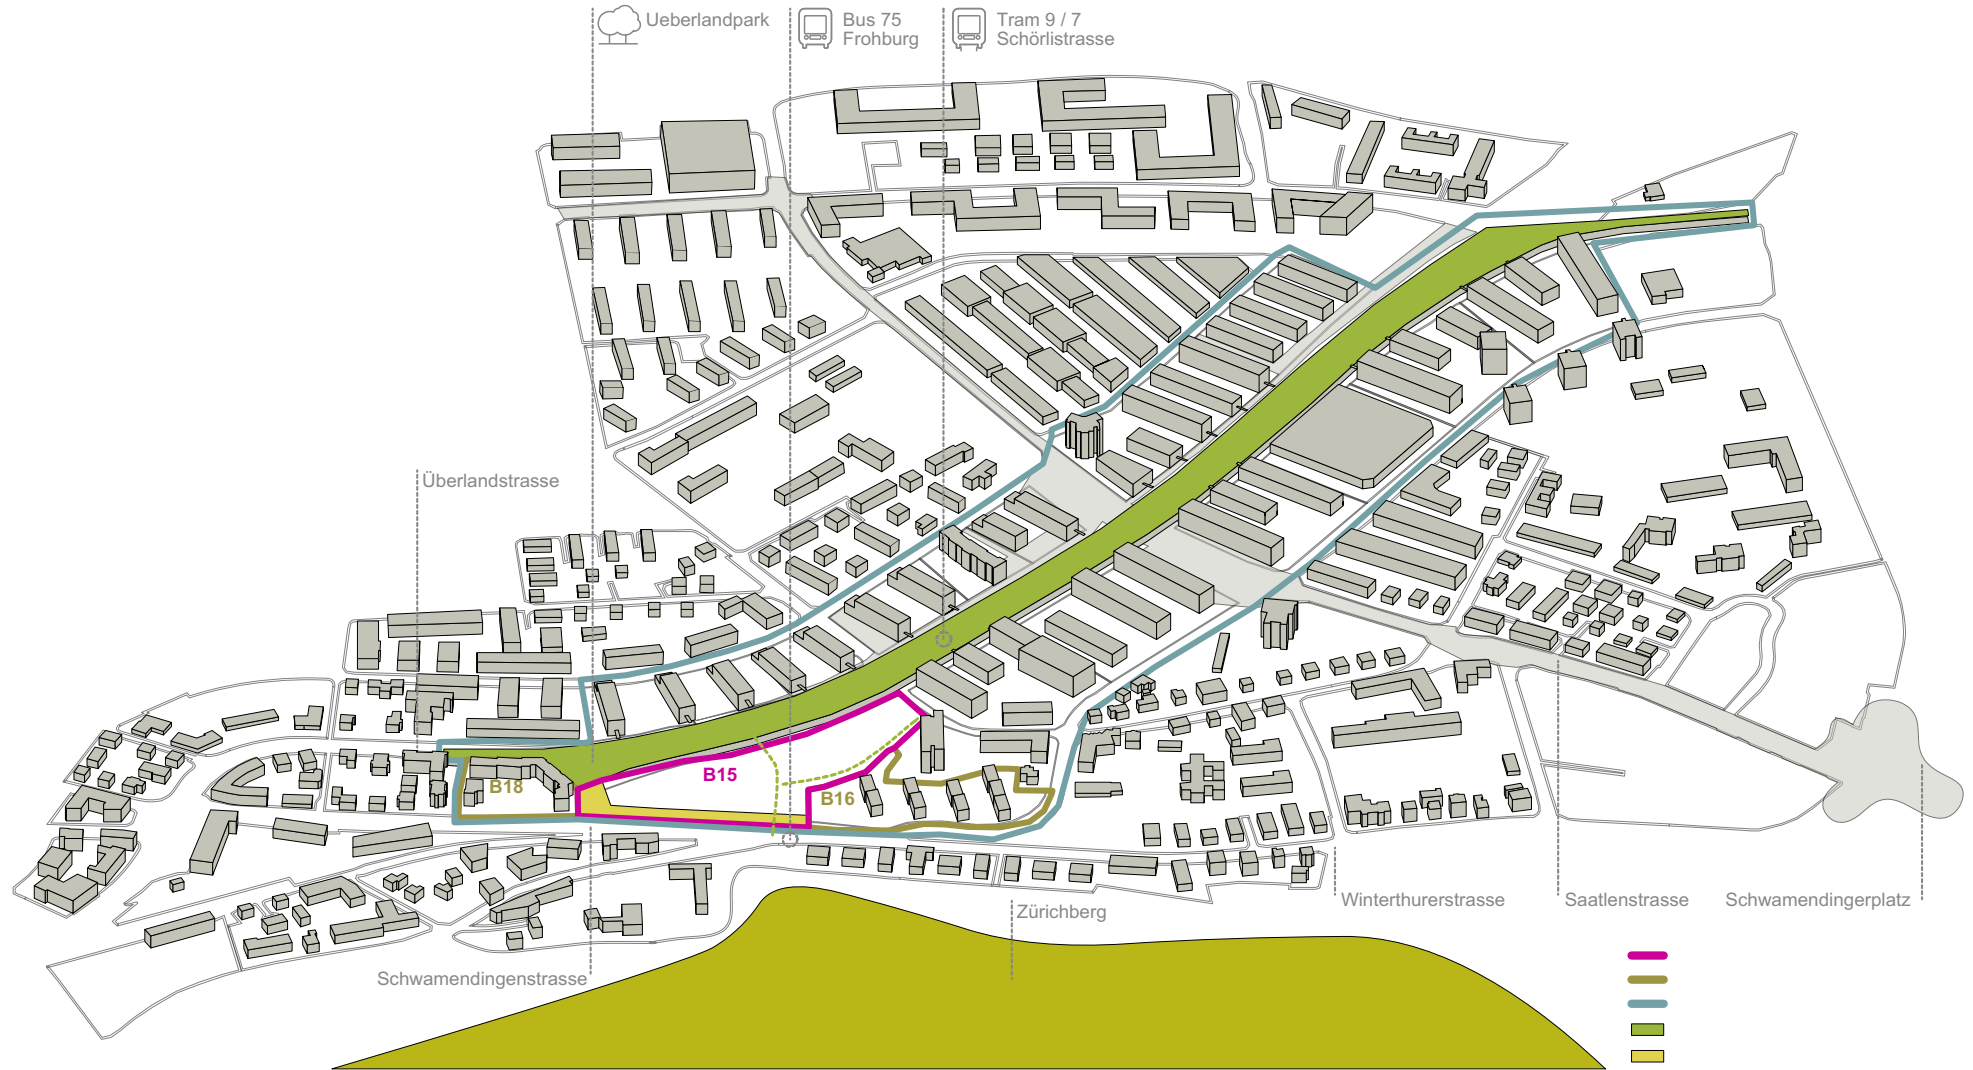 Ueberlandpark
Bus 75
Frohburg
Tram 9 / 7
Schörlistrasse
Überlandstrasse
B15
B18
B16
Winterthurerstrasse
Saatlenstrasse
Schwamendingerplatz
Zürichberg
Schwamendingenstrasse